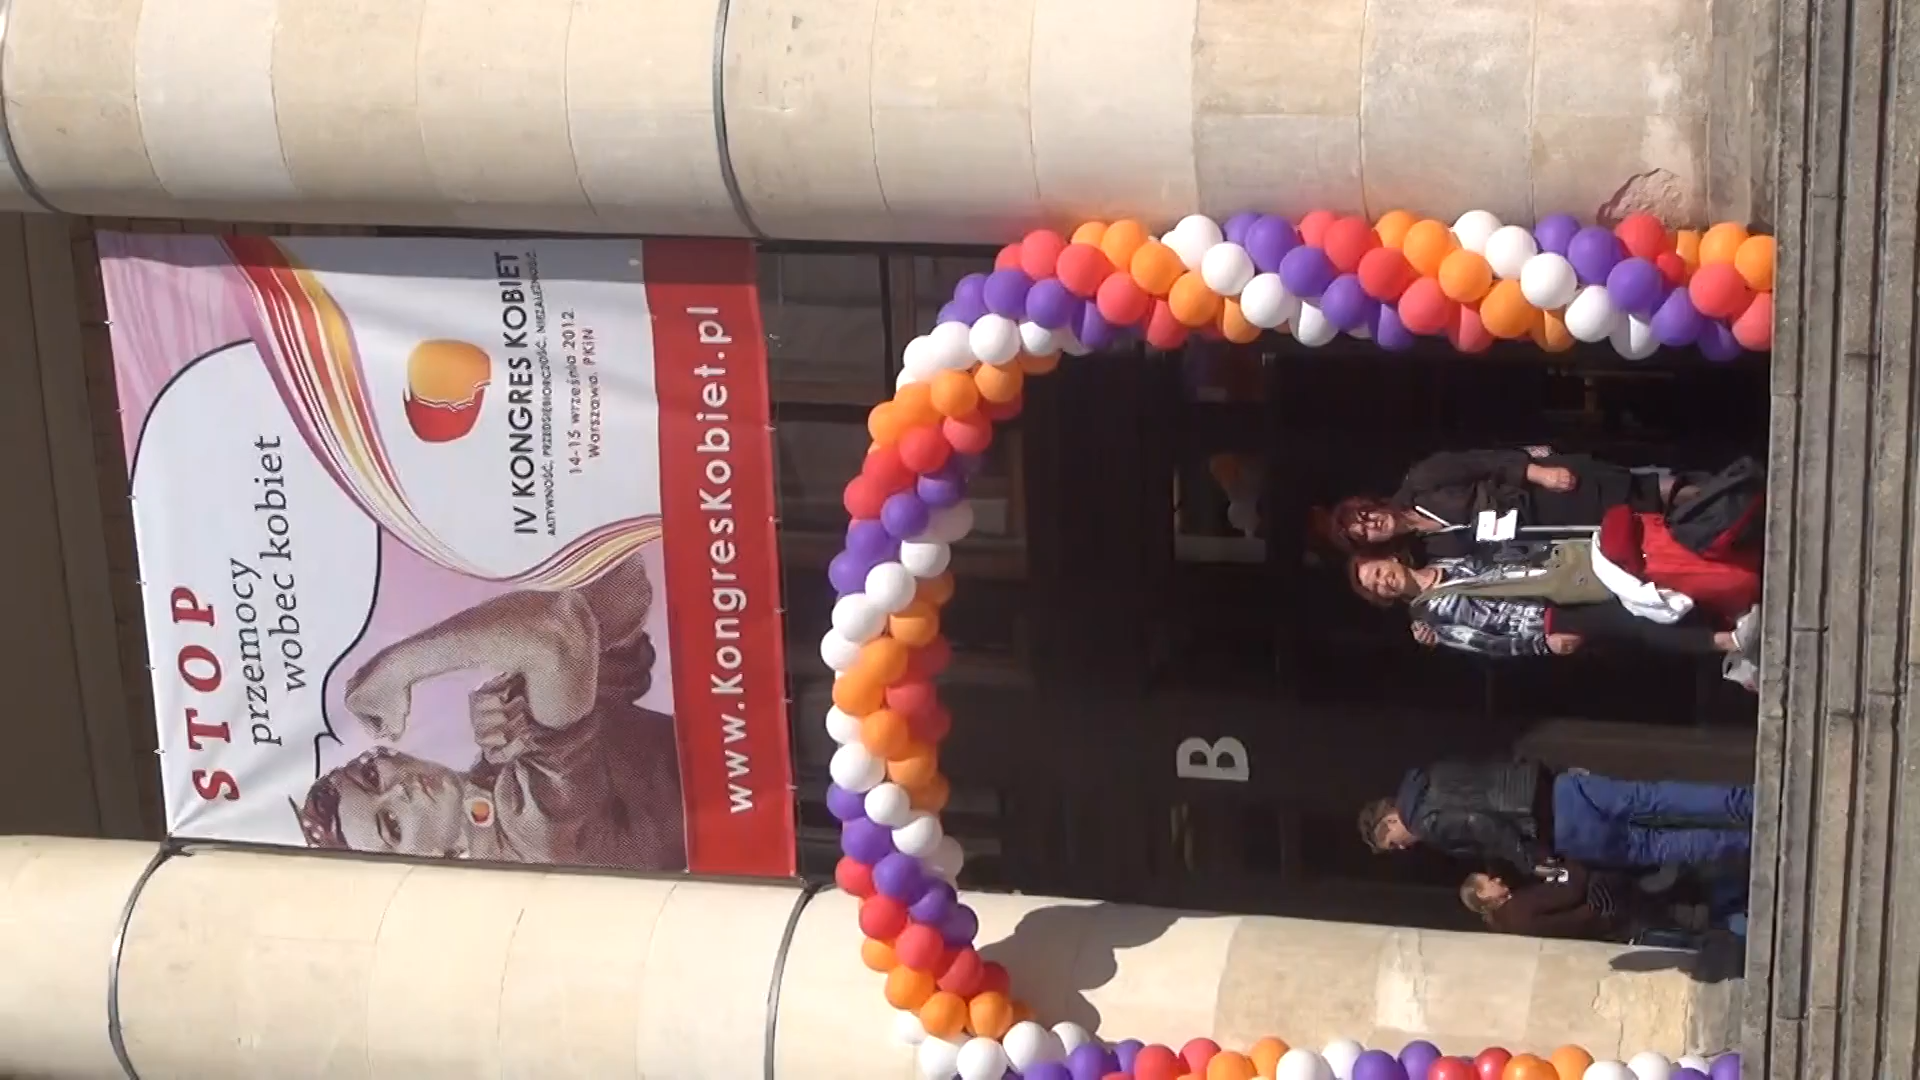 STOP
przemocy
wobec kobiet
IV KONGRES KOBIET
AKTYWNOŚĆ, PRZEDSIĘBIORCZOŚĆ, NIEZALEŻNOŚĆ
14-15 września 2012
Warszawa, PKiN
www.KongresKobiet.pl
B